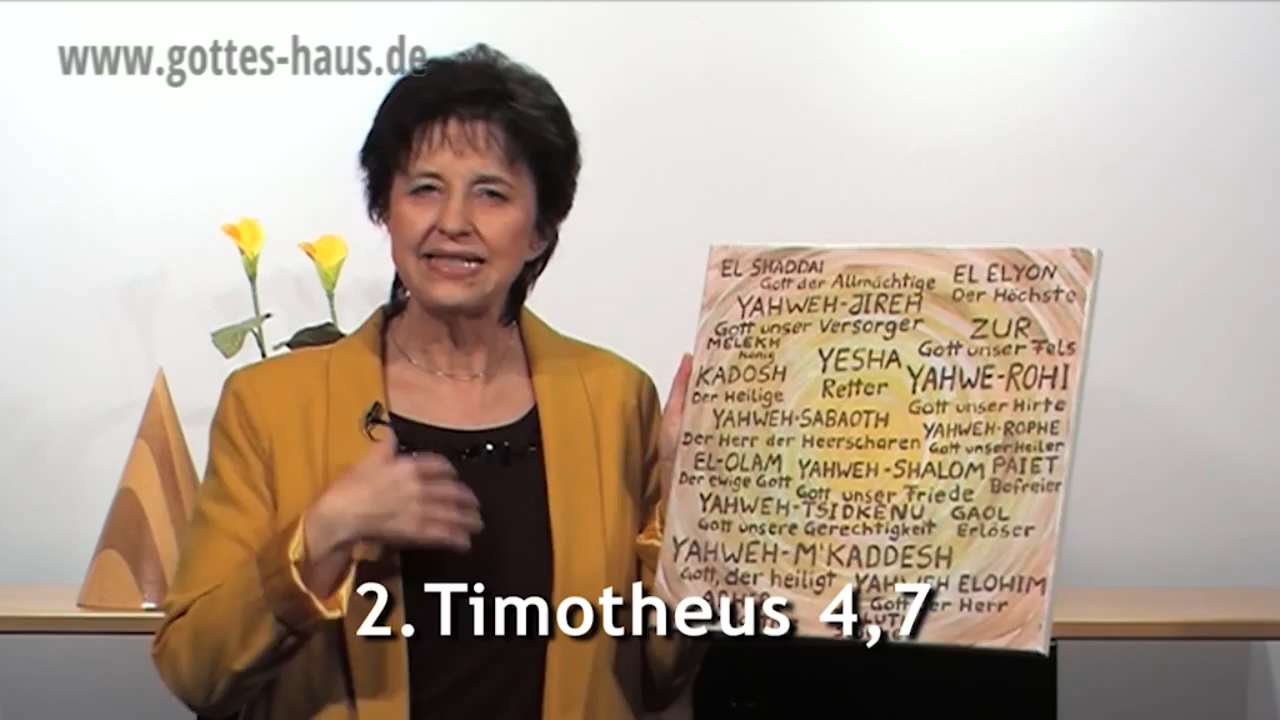 www.gottes-haus.de
EL SHADDAI
Gott der Allmächtige
EL ELYON
Der Höchste
YAHWEH-JIREH
Gott unser Versorger
ZUR
Gott unser Fels
MELEKH
König
YESHA
Retter
KADOSH
Der Heilige
YAHWE-ROHI
Gott unser Hirte
YAHWEH-SABAOTH
Der Herr der Heerscharen
YAHWEH-ROPHE
Gott unser Heiler
EL-OLAM
Der ewige Gott
YAHWEH-SHALOM
Gott unser Friede
PALET
Befreier
YAHWEH-TSIDKENU
Gott unsere Gerechtigkeit
GAOL
Erlöser
YAHWEH-M'KADDESH
Gott, der heiligt
YAHWEH ELOHIM
Gott der Herr
2.Timotheus 4,7